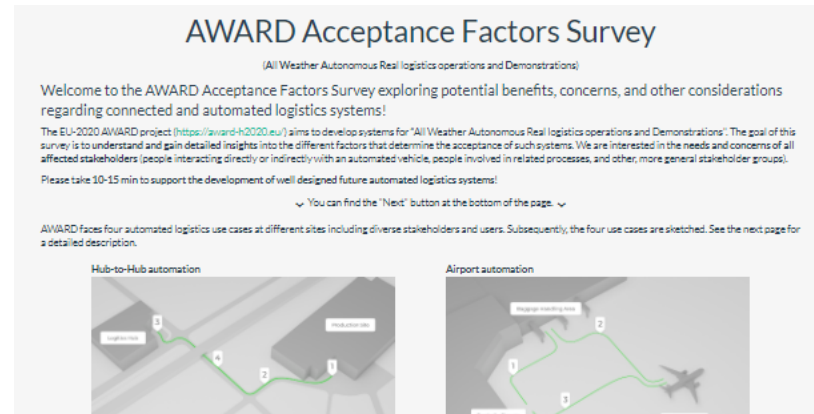 AWARD Acceptance Factors Survey
(All Weather Autonomous Real logistics operations and Demonstrations)
Welcome to the AWARD Acceptance Factors Survey exploring potential benefits, concerns, and other considerations
regarding connected and automated logistics systems!
The EU-2020 AWARD project (https://award-h2020.eu/) aims to develop systems for "All Weather Autonomous Real logistics operations and Demonstrations". The goal of this
survey is to understand and gain detailed insights into the different factors that determine the acceptance of such systems. We are interested in the needs and concerns of all
affected stakeholders (people interacting directly or indirectly with an automated vehicle, people involved in related processes, and other, more general stakeholder groups).
Please take 10-15 min to support the development of well designed future automated logistics systems!
You can find the "Next" button at the bottom of the page.
AWARD faces four automated logistics use cases at different sites including diverse stakeholders and users. Subsequently, the four use cases are sketched. See the next page for
a detailed description.
Hub-to-Hub automation
Airport automation
Logistics Hub
3
4
2
1
Production Site
Baggage Handling Area
1
2
3